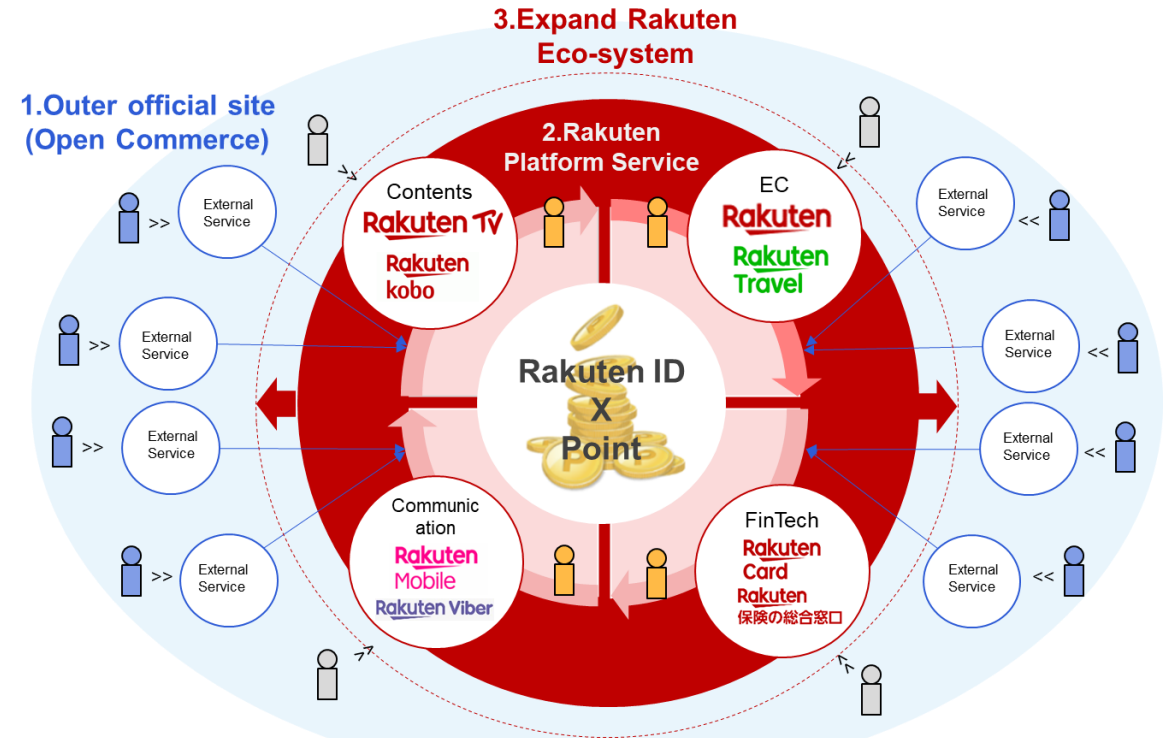 3.Expand Rakuten
Eco-system
1.Outer official site
(Open Commerce)
2.Rakuten
Platform Service
Contents
Rakuten TV
Rakuten
kobo
EC
Rakuten
Rakuten
Travel
External
Service
>>
External
Service
<<
External
Service
>>
External
Service
<<
Rakuten ID
X
Point
External
Service
>>
External
Service
<<
Communic
ation
Rakuten
Mobile
Rakuten Viber
FinTech
Rakuten
Card
Rakuten
保険の総合窓口
External
Service
>>
External
Service
<<
>>
<<
>>
<<
P
P
P